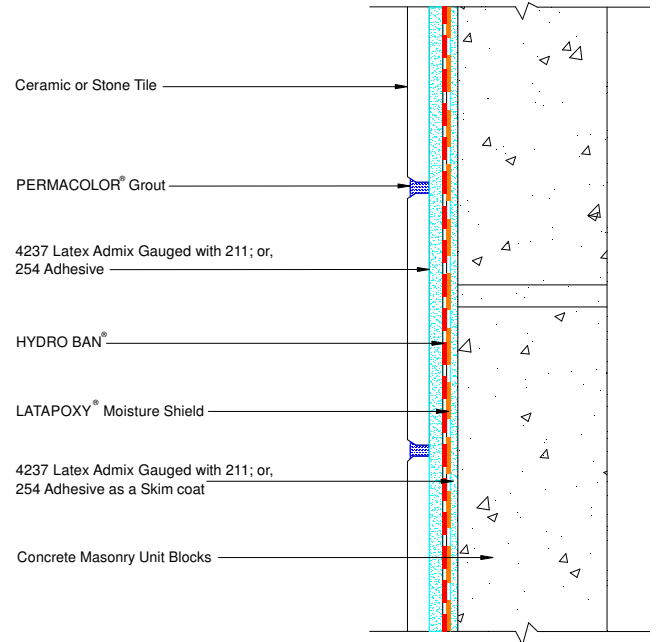 Ceramic or Stone Tile
PERMACOLOR® Grout
4237 Latex Admix Gauged with 211; or,
254 Adhesive
HYDRO BAN®
LATAPOXY® Moisture Shield
4237 Latex Admix Gauged with 211; or,
254 Adhesive as a Skim coat
Concrete Masonry Unit Blocks